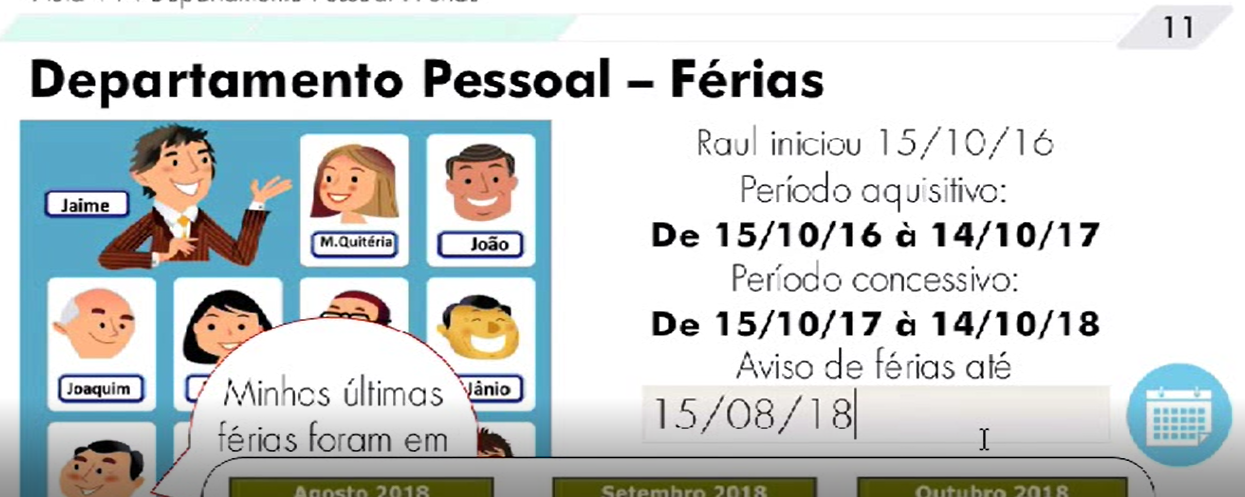 11
Departamento Pessoal – Férias
Jaime
M.Quitéria
João
Joaquim
Jânio
Minhas últimas
férias foram em
Raul iniciou 15/10/16
Período aquisitivo:
De 15/10/16 à 14/10/17
Período concessivo:
De 15/10/17 à 14/10/18
Aviso de férias até
15/08/18
Agosto 2018
Setembro 2018
Outubro 2018